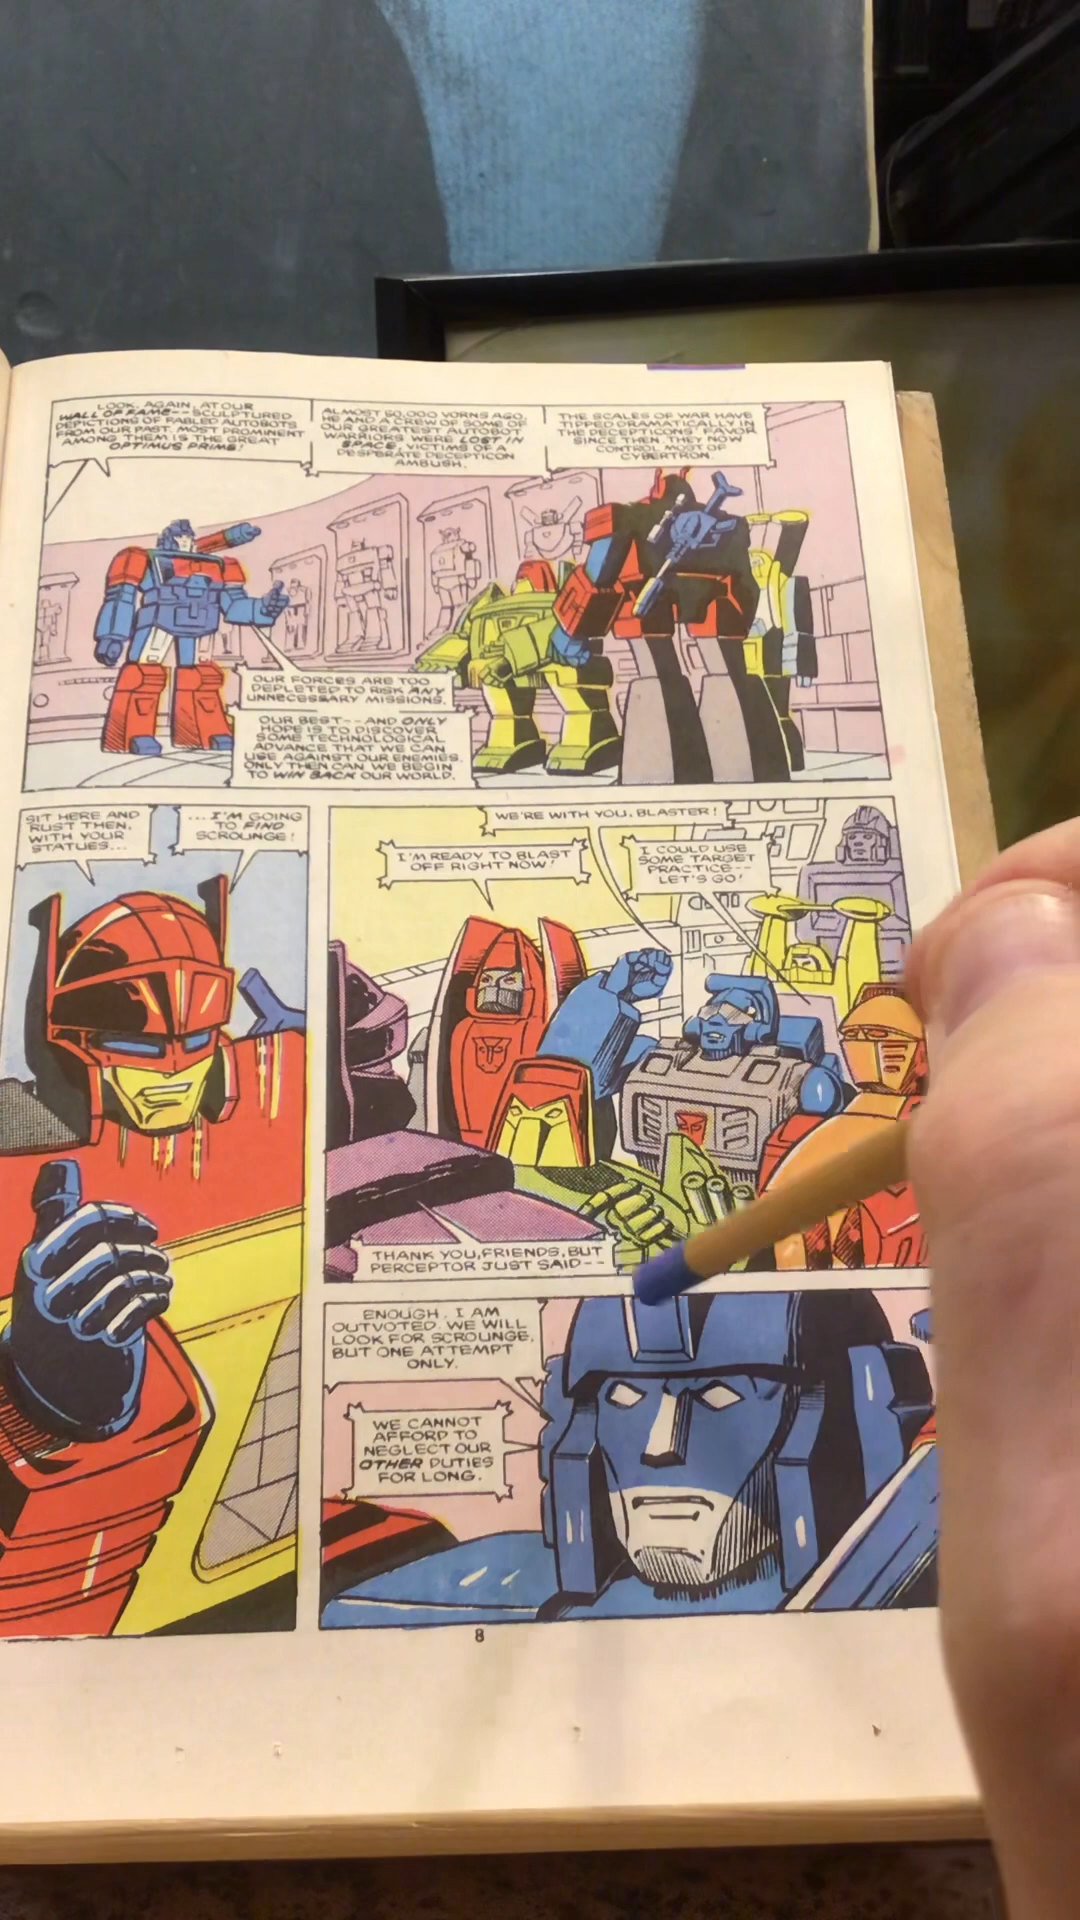 LOOK, AGAIN, AT OUR
WALL OF FAME--SCULPTURED
DEPICTIONS OF FABLED AUTOBOTS
FROM OUR PAST. MOST PROMINENT
AMONG THEM IS THE GREAT
OPTIMUS PRIME!
ALMOST 60,000 VORNS AGO,
HE AND A CREW OF SOME OF
OUR GREATEST AUTOBOT
WARRIORS WERE LOST IN
SPACE, VICTIMS OF A
DESPERATE DECEPTICON
AMBUSH.
THE SCALES OF WAR HAVE
TIPPED DRAMATICALLY IN
THE DECEPTICONS' FAVOR
SINCE THEN. THEY NOW
CONTROL MOST OF
CYBERTRON.
OUR FORCES ARE TOO
DEPLETED TO RISK ANY
UNNECESSARY MISSIONS.
OUR BEST--AND ONLY
HOPE IS TO DISCOVER
SOME TECHNOLOGICAL
ADVANCE THAT WE CAN
USE AGAINST OUR ENEMIES.
ONLY THEN CAN WE BEGIN
TO WIN BACK OUR WORLD.
SIT HERE AND
RUST THEN,
WITH YOUR
STATUES...
...I'M GOING
TO FIND
SCROUNGE!
WE'RE WITH YOU, BLASTER!
I'M READY TO BLAST
OFF RIGHT NOW!
I COULD USE
SOME TARGET
PRACTICE--
LET'S GO!
THANK YOU, FRIENDS, BUT
PERCEPTOR JUST SAID--
ENOUGH. I AM
OUTVOTED. WE WILL
LOOK FOR SCROUNGE,
BUT ONE ATTEMPT
ONLY.
WE CANNOT
AFFORD TO
NEGLECT OUR
OTHER DUTIES
FOR LONG.
8